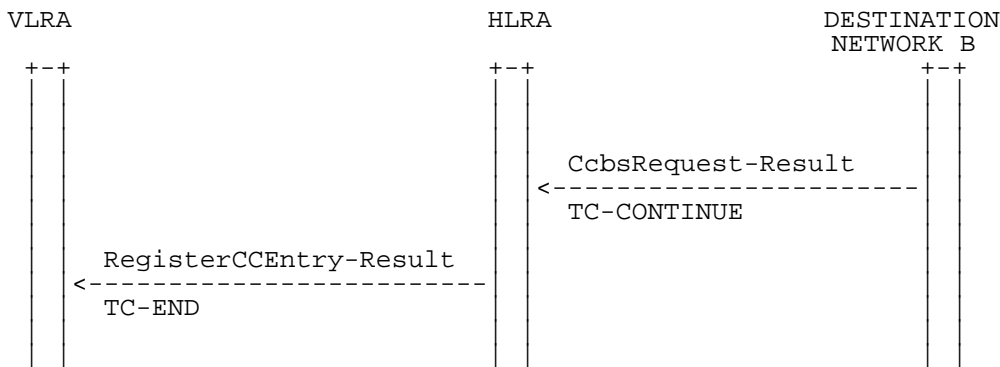 VLRA HLRA DESTINATION
NETWORK B
CcbsRequest-Result
TC-CONTINUE
RegisterCCEntry-Result
TC-END